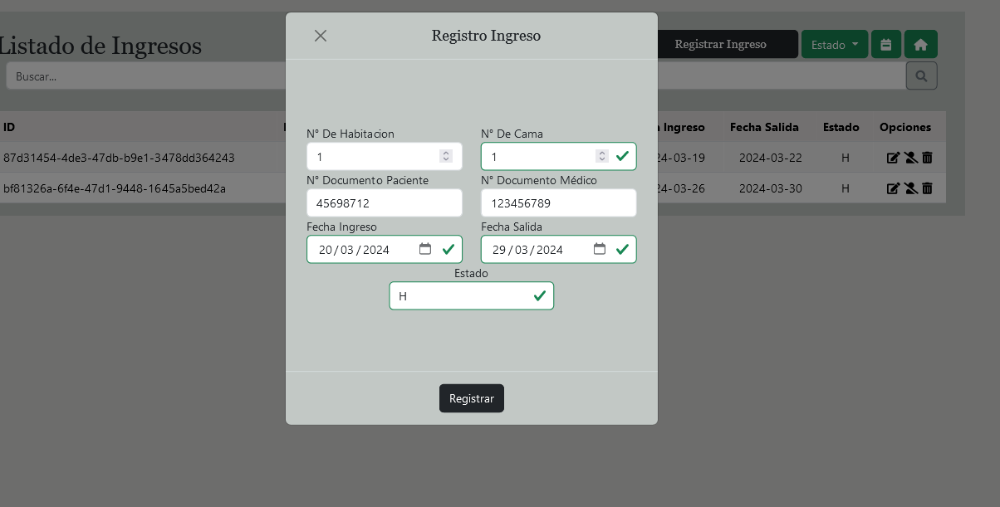 Listado de Ingresos
Registrar Ingreso
Estado
Buscar...
ID
Ingreso
Fecha Salida
Estado
Opciones
87d31454-4de3-47db-b9e1-3478dd364243
24-03-19
2024-03-22
H
bf81326a-6f4e-47d1-9448-1645a5bed42a
24-03-26
2024-03-30
H
Registro Ingreso
N° De Habitacion
N° De Cama
1
1
N° Documento Paciente
N° Documento Médico
45698712
123456789
Fecha Ingreso
Fecha Salida
20/03/2024
29/03/2024
Estado
H
Registrar